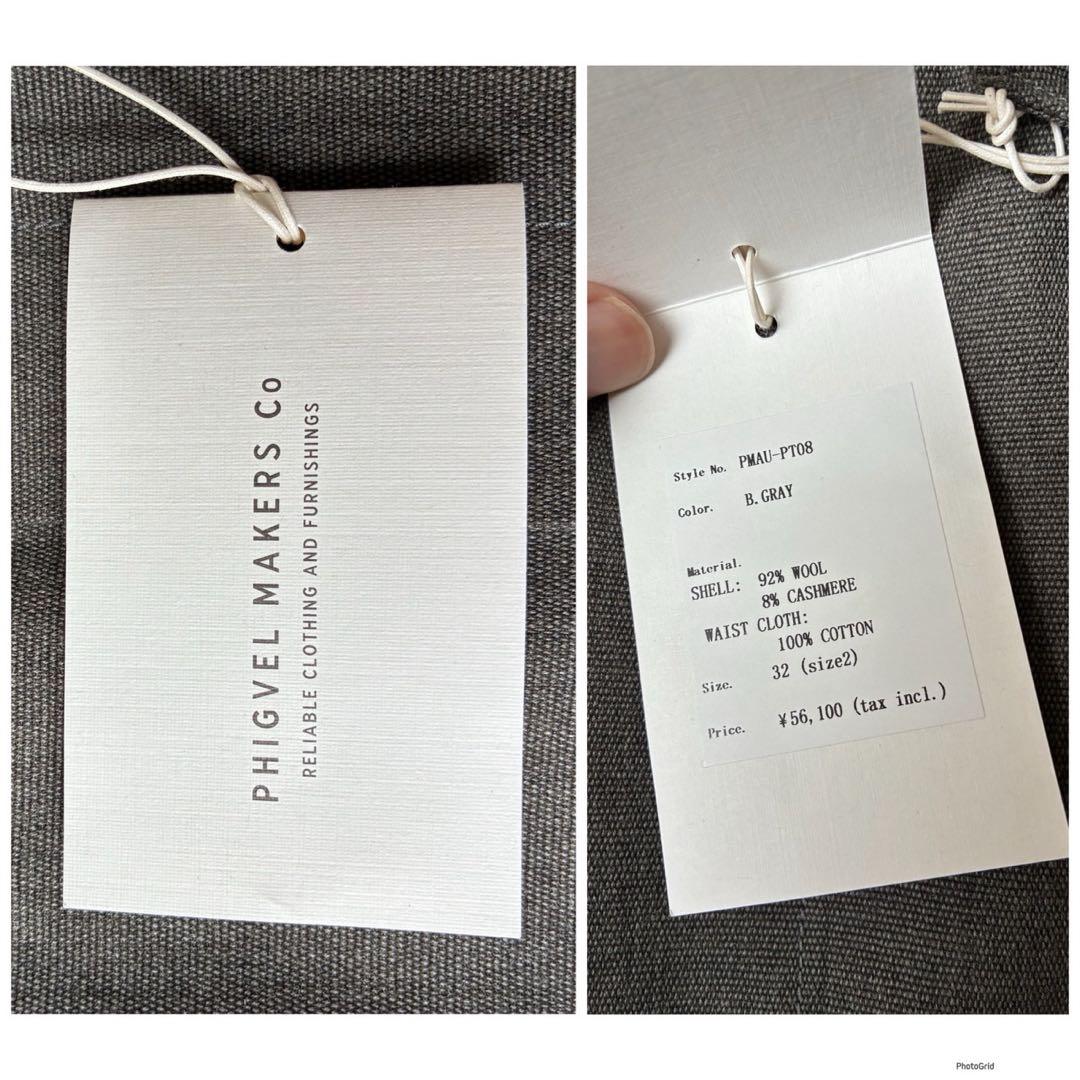 PHIGVEL MAKERS Co
RELIABLE CLOTHING AND FURNISHINGS
Style No. PMAU-PT08
Color. B.GRAY
Material.
SHELL: 92% WOOL
8% CASHMERE
WAIST CLOTH:
100% COTTON
Size. 32 (size2)
Price. ¥56,100 (tax incl.)
PhotoGrid